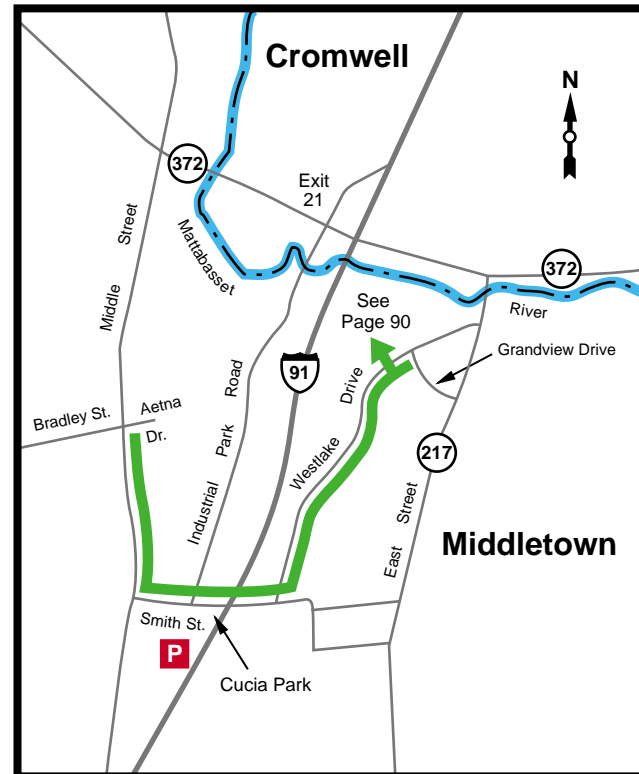 Cromwell
N
372
Exit
21
Middle Street
Mattabasset
372
River
See
Page 90
Grandview Drive
91
Industrial Park Road
Westlake Drive
Bradley St.
Aetna
Dr.
217
East Street
Middletown
Smith St.
P
Cucia Park